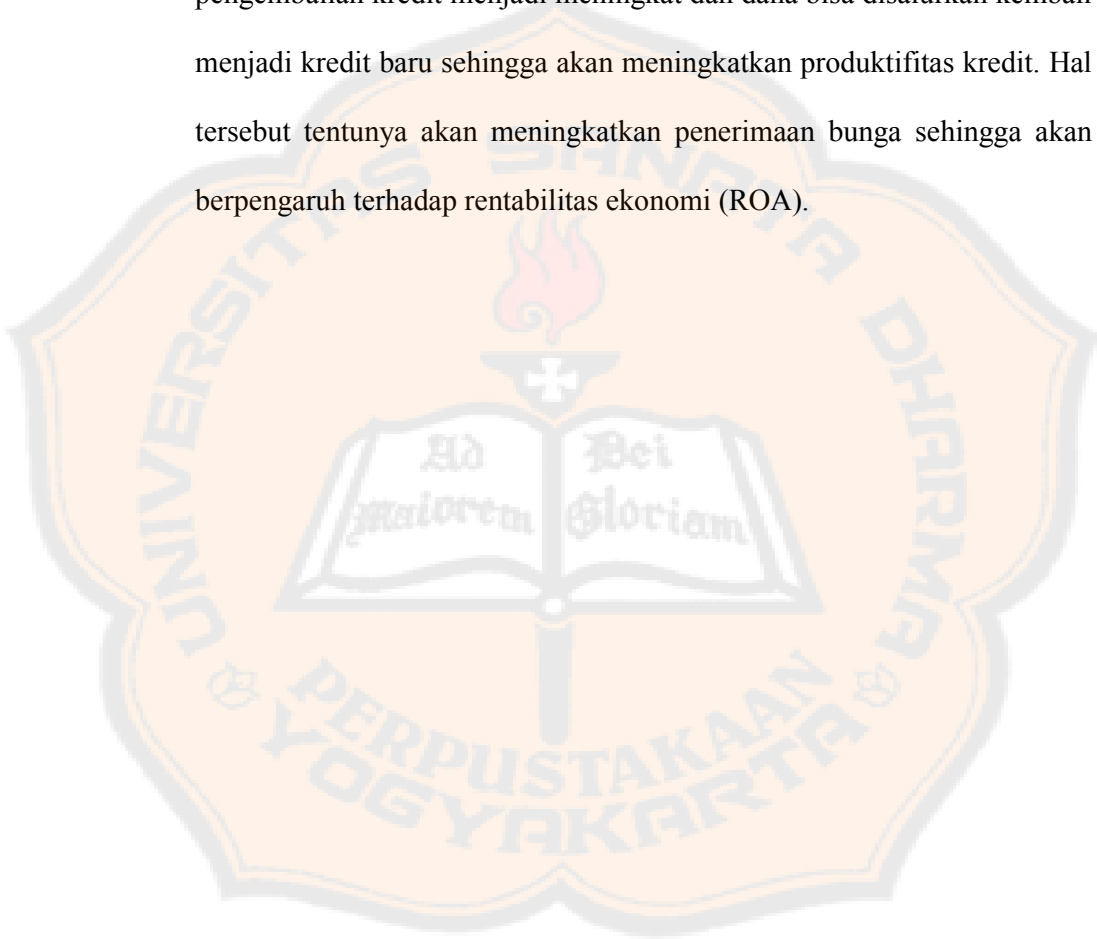 pengembalian kredit menjadi meningkat dan dana bisa disalurkan kembali
menjadi kredit baru sehingga akan meningkatkan produktifitas kredit. Hal
tersebut tentunya akan meningkatkan penerimaan bunga sehingga akan
berpengaruh terhadap rentabilitas ekonomi (ROA).
UNIVERSITAS SANATA DHARMA
Ad Dei
Maiorem Gloriam
PERPUSTAKAAN
YOGYAKARTA